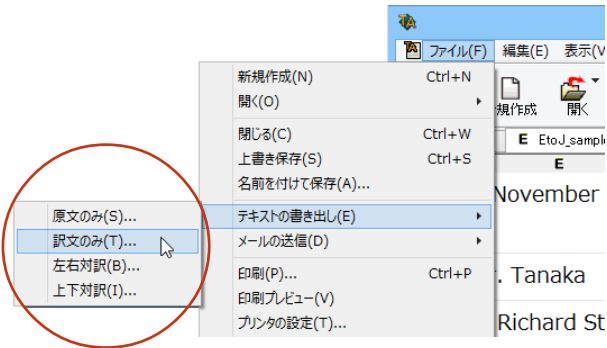 TA
ファイル(F) 編集(E) 表示(V
新規作成(N) Ctrl+N
開く(O)
閉じる(C) Ctrl+W
上書き保存(S) Ctrl+S
名前を付けて保存(A)...
テキストの書き出し(E)
メールの送信(D)
印刷(P)... Ctrl+P
印刷プレビュー(V)
プリンタの設定(T)...
原文のみ(S)...
訳文のみ(T)...
左右対訳(B)...
上下対訳(I)...
規作成 開く
E EtoJ_sample
E
November
. Tanaka
Richard St